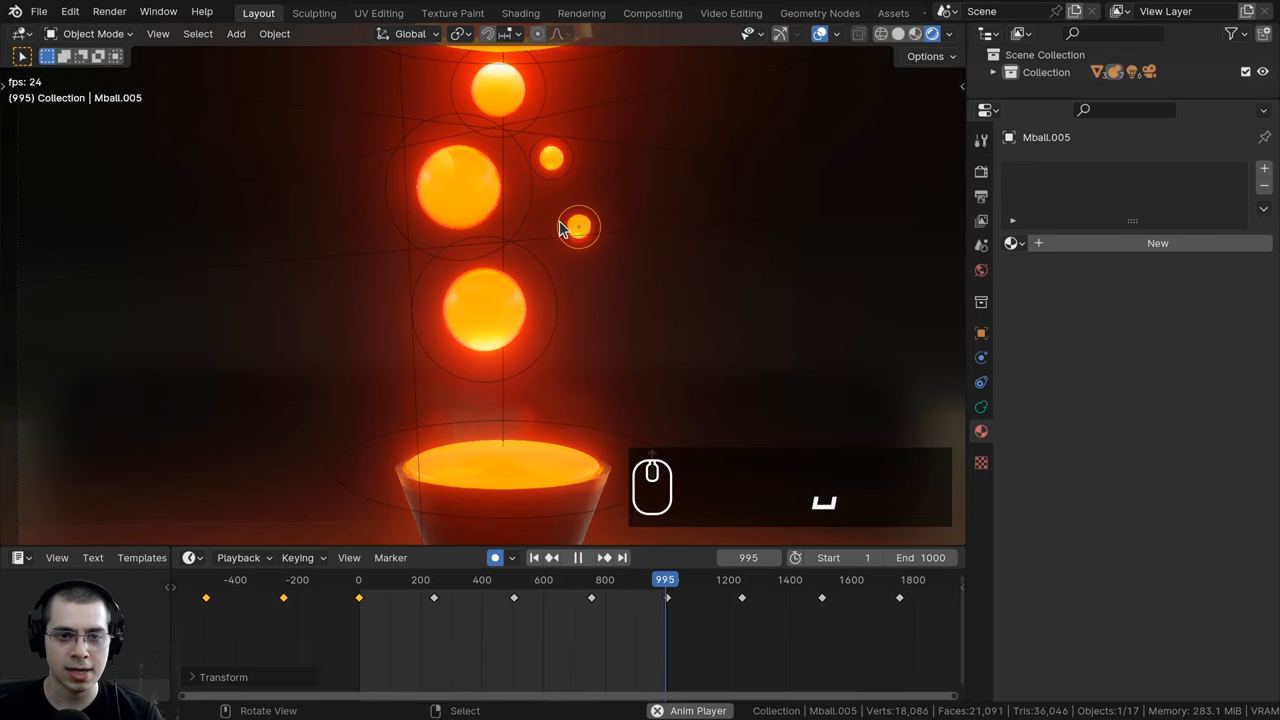 File Edit Render Window Help Layout Sculpting UV Editing Texture Paint Shading Rendering Compositing Video Editing Geometry Nodes Assets Scene View Layer
Object Mode View Select Add Object Global
Options
fps: 24
(995) Collection | Mball.005
Scene Collection
Collection
Mball.005
New
View Text Templates Playback Keying View Marker 995 Start 1 End 1000
-400 -200 0 200 400 600 800 995 1200 1400 1600 1800
Transform
Rotate View Select Anim Player Collection | Mball.005 | Verts:18,086 | Faces:21,091 | Tris:36,046 | Objects:1/17 | Memory: 283.1 MiB | VRAM